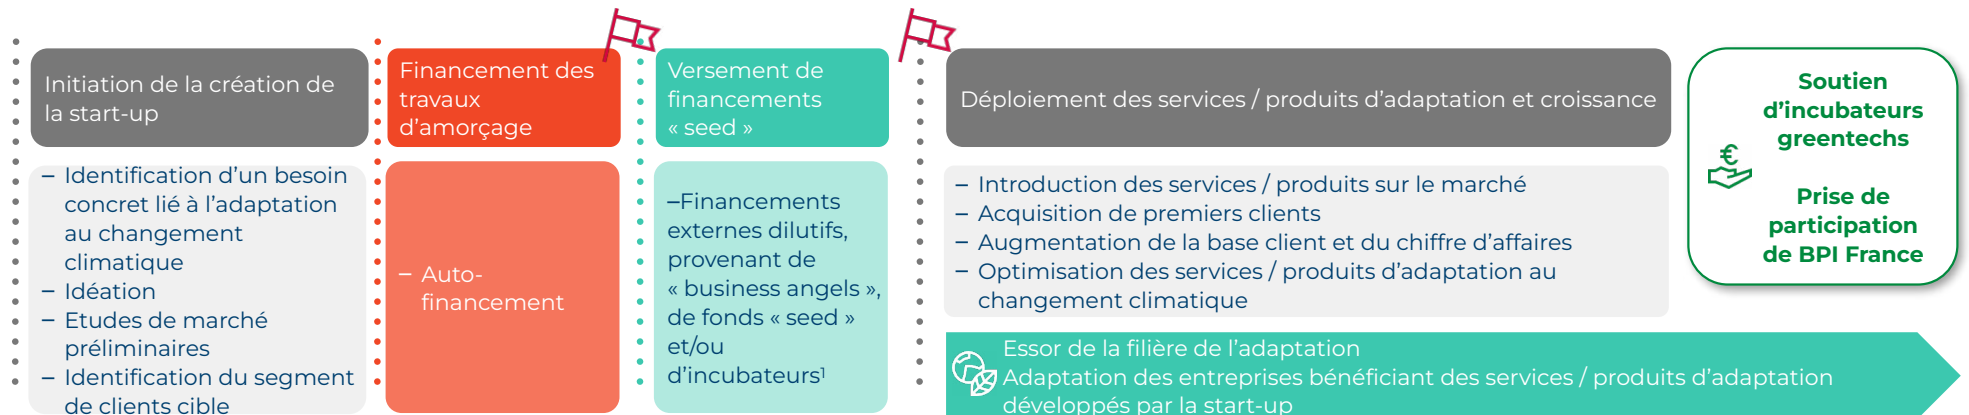 Initiation de la création de
la start-up
– Identification d’un besoin
concret lié à l’adaptation
au changement
climatique
– Idéation
– Etudes de marché
préliminaires
– Identification du segment
de clients cible
Financement des
travaux
d’amorçage
– Auto-
financement
Versement de
financements
« seed »
–Financements
externes dilutifs,
provenant de
« business angels »,
de fonds « seed »
et/ou
d’incubateurs¹
Déploiement des services / produits d’adaptation et croissance
– Introduction des services / produits sur le marché
– Acquisition de premiers clients
– Augmentation de la base client et du chiffre d’affaires
– Optimisation des services / produits d’adaptation au
changement climatique
Essor de la filière de l’adaptation
Adaptation des entreprises bénéficiant des services / produits d’adaptation
développés par la start-up
€
Soutien
d’incubateurs
greentechs
Prise de
participation
de BPI France